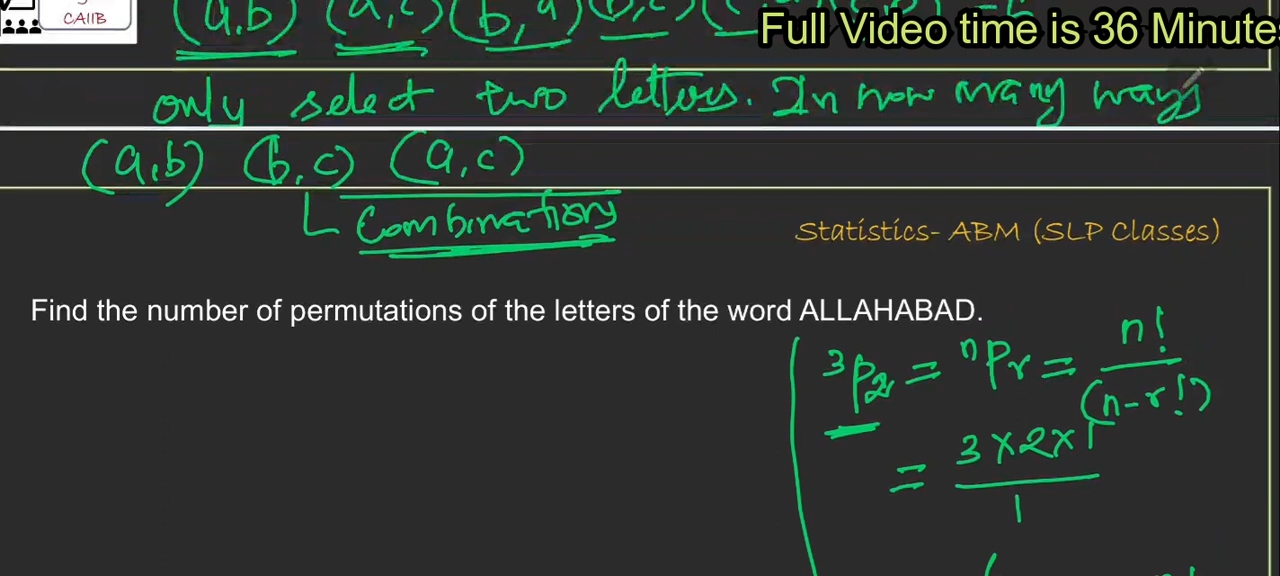 CAIIB
(a,b) (a,c) (b,a)
Full Video time is 36 Minute
only select two letters. In how many ways
(a,b) (b,c) (a,c)
Combinations
Statistics- ABM (SLP Classes)
Find the number of permutations of the letters of the word ALLAHABAD.
3P2 = nPr = n!
(n-r!)
= 3×2×1
1